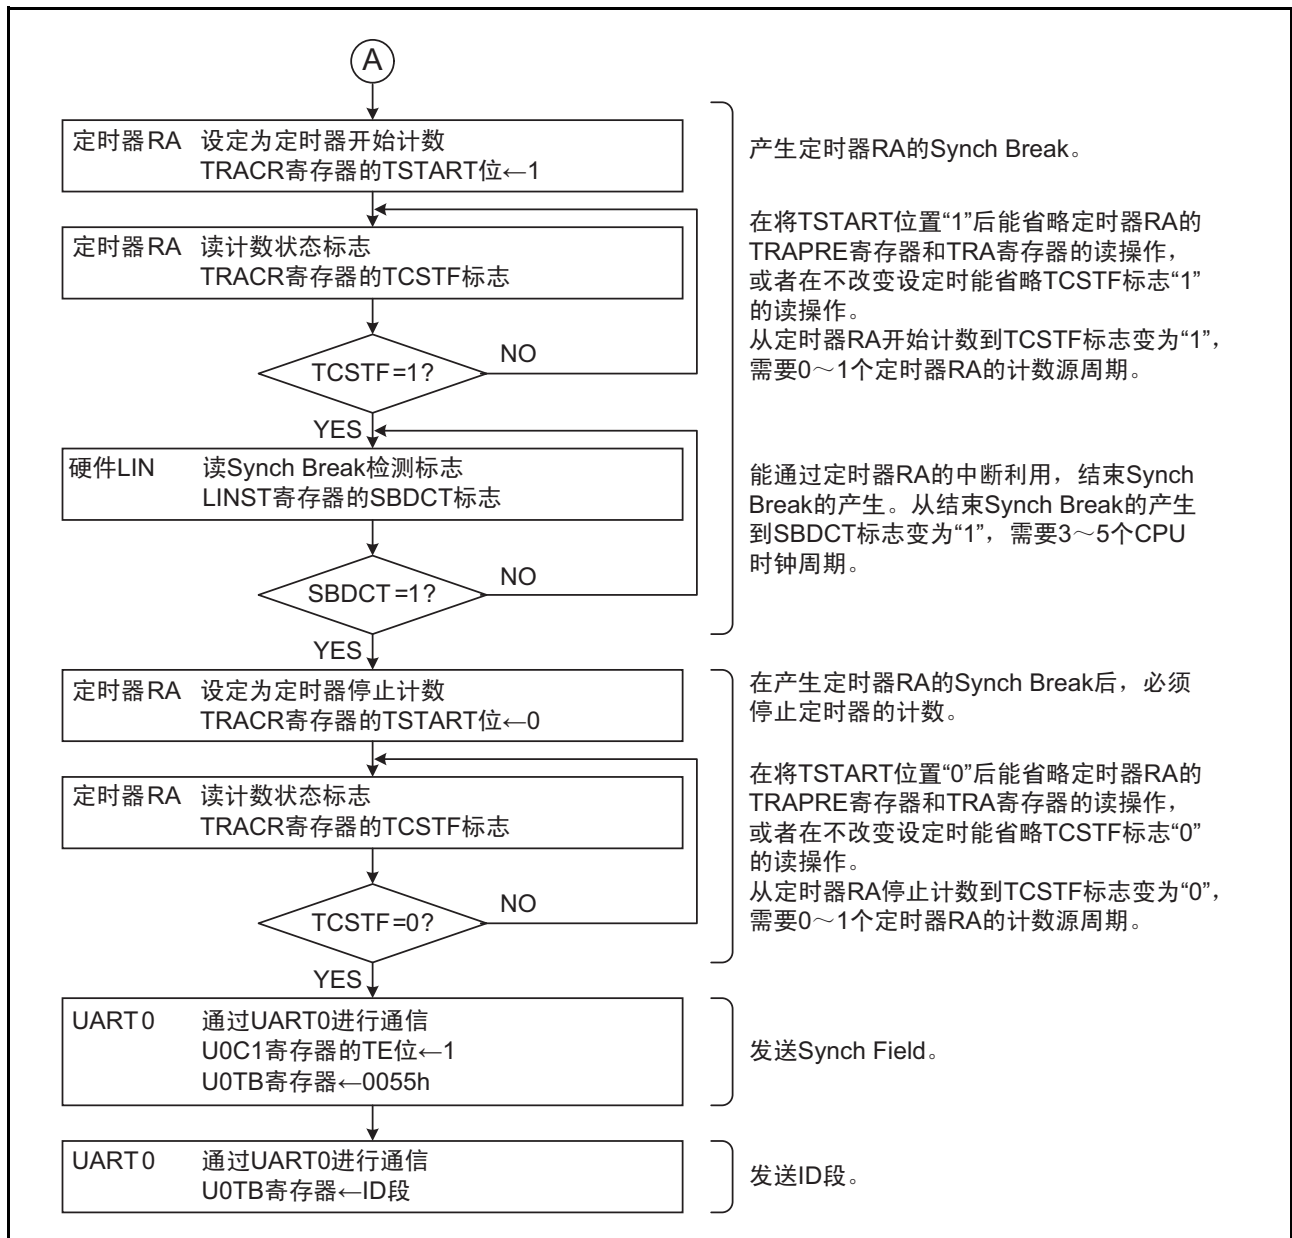 A
定时器RA 设定为定时器开始计数
TRACR寄存器的TSTART位←1
产生定时器RA的Synch Break。
定时器RA 读计数状态标志
TRACR寄存器的TCSTF标志
在将TSTART位置“1”后能省略定时器RA的
TRAPRE寄存器和TRA寄存器的读操作，
或者在不改变设定时能省略TCSTF标志“1”
的读操作。
从定时器RA开始计数到TCSTF标志变为“1”，
需要0～1个定时器RA的计数源周期。
TCSTF=1?
NO
YES
硬件LIN 读Synch Break检测标志
LINST寄存器的SBDCT标志
能通过定时器RA的中断利用，结束Synch
Break的产生。从结束Synch Break的产生
到SBDCT标志变为“1”，需要3～5个CPU
时钟周期。
SBDCT=1?
NO
YES
定时器RA 设定为定时器停止计数
TRACR寄存器的TSTART位←0
在产生定时器RA的Synch Break后，必须
停止定时器的计数。
定时器RA 读计数状态标志
TRACR寄存器的TCSTF标志
在将TSTART位置“0”后能省略定时器RA的
TRAPRE寄存器和TRA寄存器的读操作，
或者在不改变设定时能省略TCSTF标志“0”
的读操作。
从定时器RA停止计数到TCSTF标志变为“0”，
需要0～1个定时器RA的计数源周期。
TCSTF=0?
NO
YES
UART0 通过UART0进行通信
U0C1寄存器的TE位←1
U0TB寄存器←0055h
发送Synch Field。
UART0 通过UART0进行通信
U0TB寄存器←ID段
发送ID段。